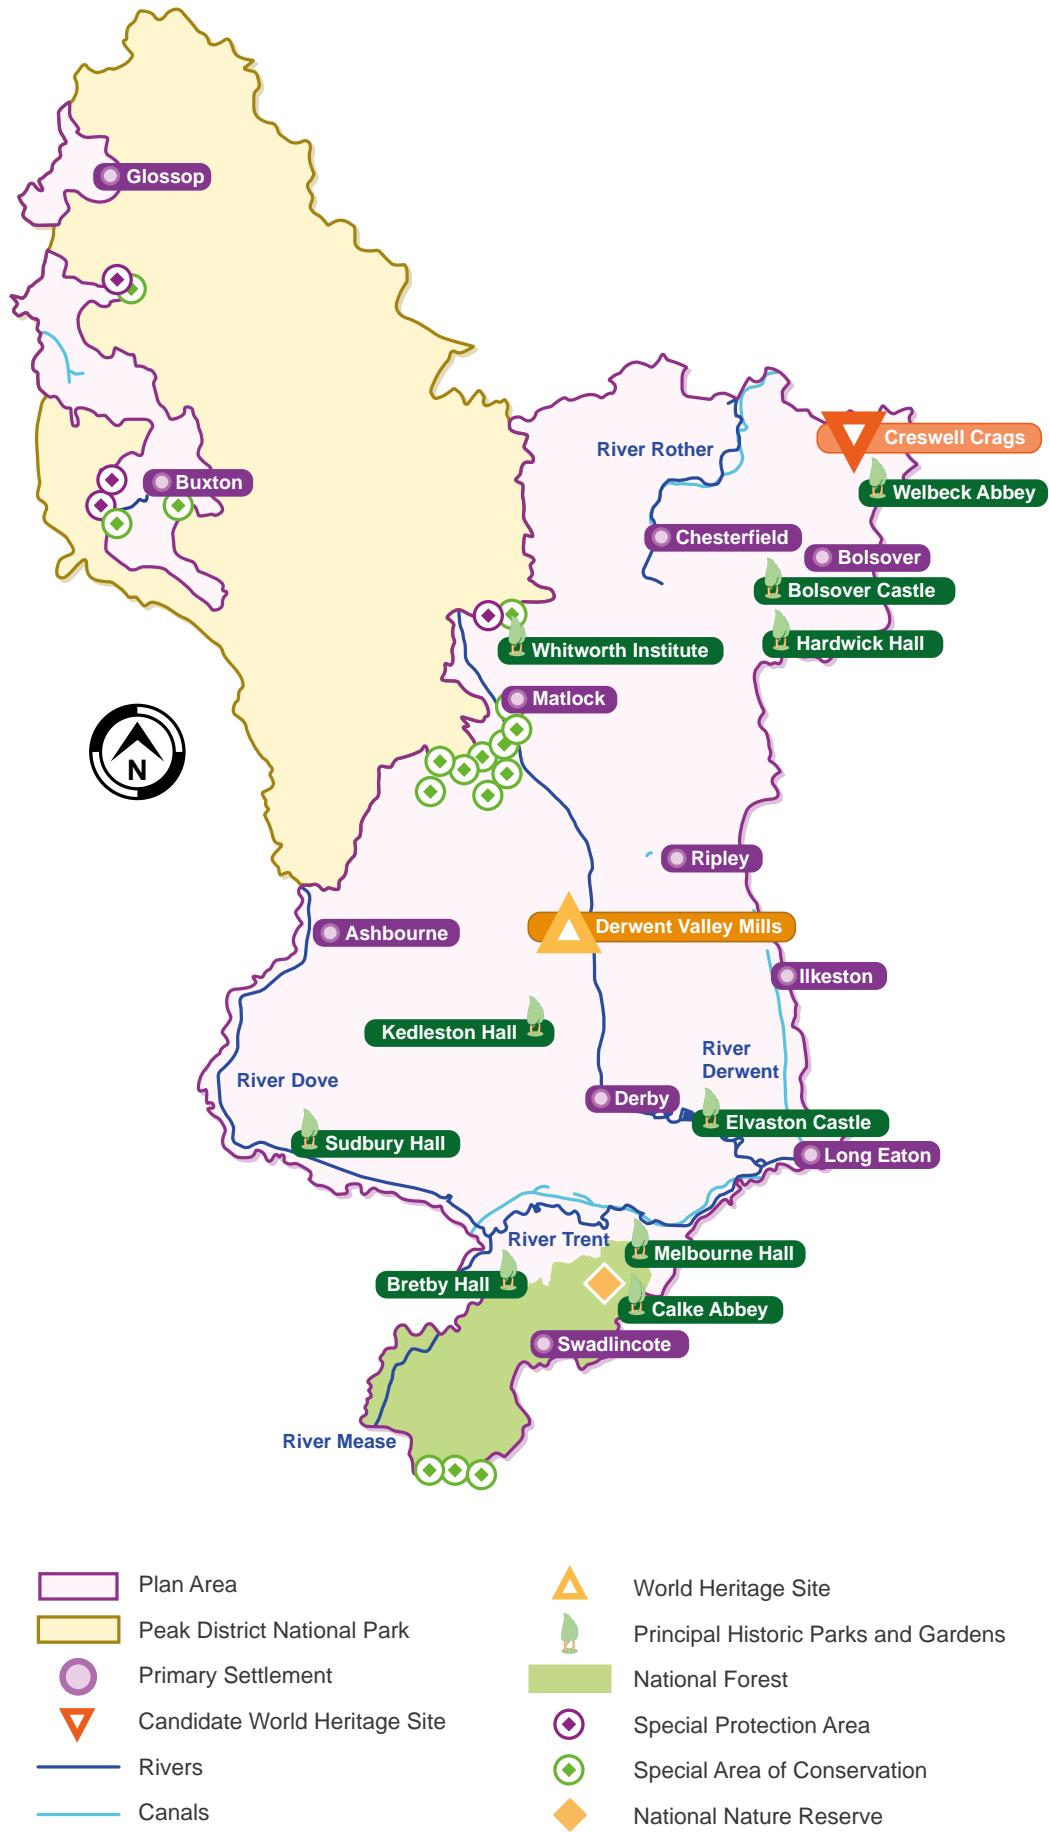 Glossop
River Rother
Creswell Crags
Buxton
Welbeck Abbey
Chesterfield
Bolsover
Bolsover Castle
Hardwick Hall
Whitworth Institute
Matlock
N
Ripley
Derwent Valley Mills
Ashbourne
Ilkeston
Kedleston Hall
River
Derwent
River Dove
Derby
Elvaston Castle
Sudbury Hall
Long Eaton
River Trent
Melbourne Hall
Bretby Hall
Calke Abbey
Swadlincote
River Mease
Plan Area
Peak District National Park
Primary Settlement
Candidate World Heritage Site
Rivers
Canals
World Heritage Site
Principal Historic Parks and Gardens
National Forest
Special Protection Area
Special Area of Conservation
National Nature Reserve